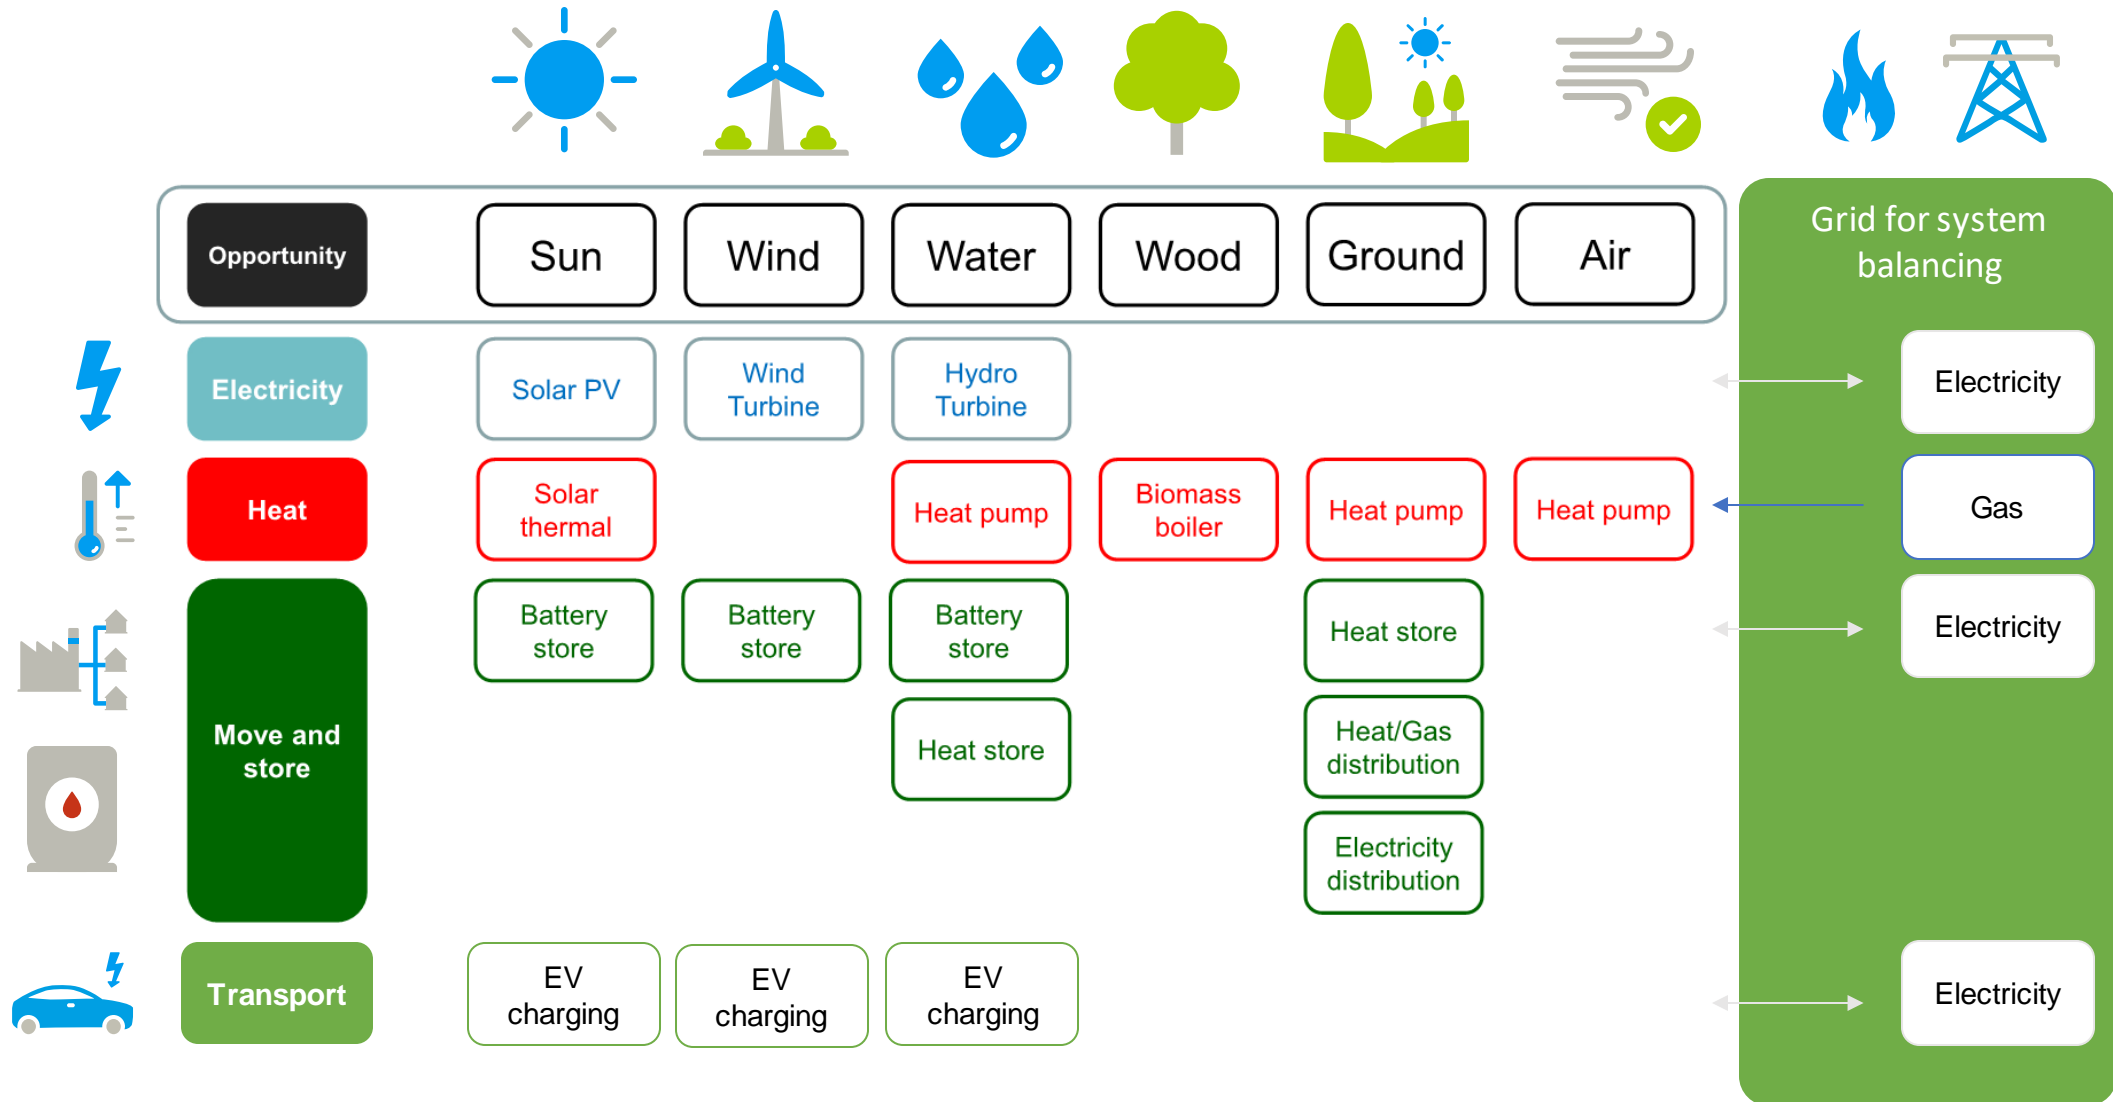 Grid for system
balancing
Opportunity
Sun
Wind
Water
Wood
Ground
Air
Electricity
Solar PV
Wind
Turbine
Hydro
Turbine
Electricity
Heat
Solar
thermal
Heat pump
Biomass
boiler
Heat pump
Heat pump
Gas
Move and
store
Battery
store
Battery
store
Battery
store
Heat store
Electricity
Heat store
Heat/Gas
distribution
Electricity
distribution
Transport
EV
charging
EV
charging
EV
charging
Electricity